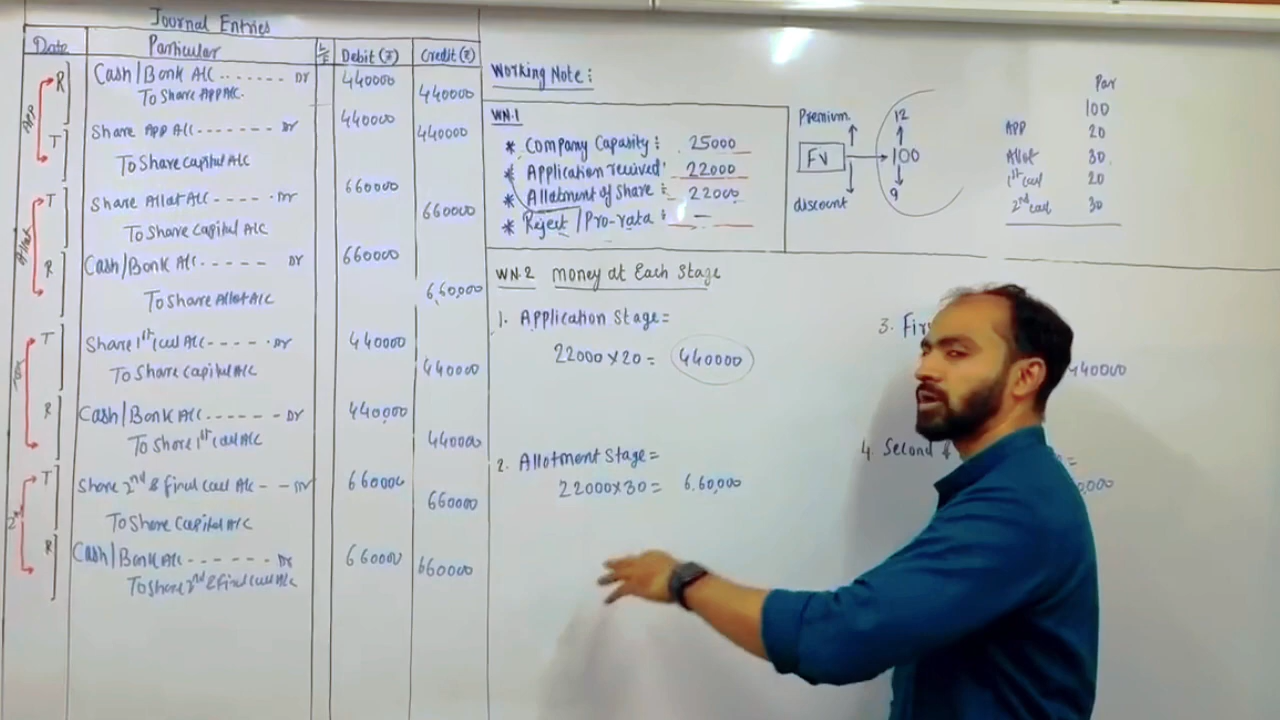 Journal Entries
Date Particular L/F Debit (₹) Credit (₹)
App
R Cash/Bank A/c ....... Dr 440000
To Share App A/c. 440000
T Share App A/c ....... Dr 440000
To Share capital A/c 440000
Allot
T Share Allot A/c ..... Dr 660000
To Share Capital A/c 660000
R Cash/Bank A/c ..... Dr 660000
To Share Allot A/c 6,60,000
T Share 1st call A/c ----. Dr 440000
To Share Capital A/c 440000
R Cash/Bank A/c ...... Dr 440,000
To Share 1st call A/c 440000
2nd
T Share 2nd & final call A/c - - Dr 660000
To Share Capital A/c 660000
R Cash/Bank A/c ------ Dr 660000
To Share 2nd & final call A/c 660000
Working Note:
WN.1
* Company Capasity: 25000
* Application recived: 22000
* Allotment of Share = 22000
* Reject/Pro-rata: —
Premium
FV
discount
12
100
9
Par
100
APP 20
Allot 30
1st call 20
2nd call 30
WN.2 money at Each Stage
1. Application Stage =
22000 × 20 = 440000
2. Allotment Stage =
22000×30 = 6,60,000
3.
440000
4. Second
=